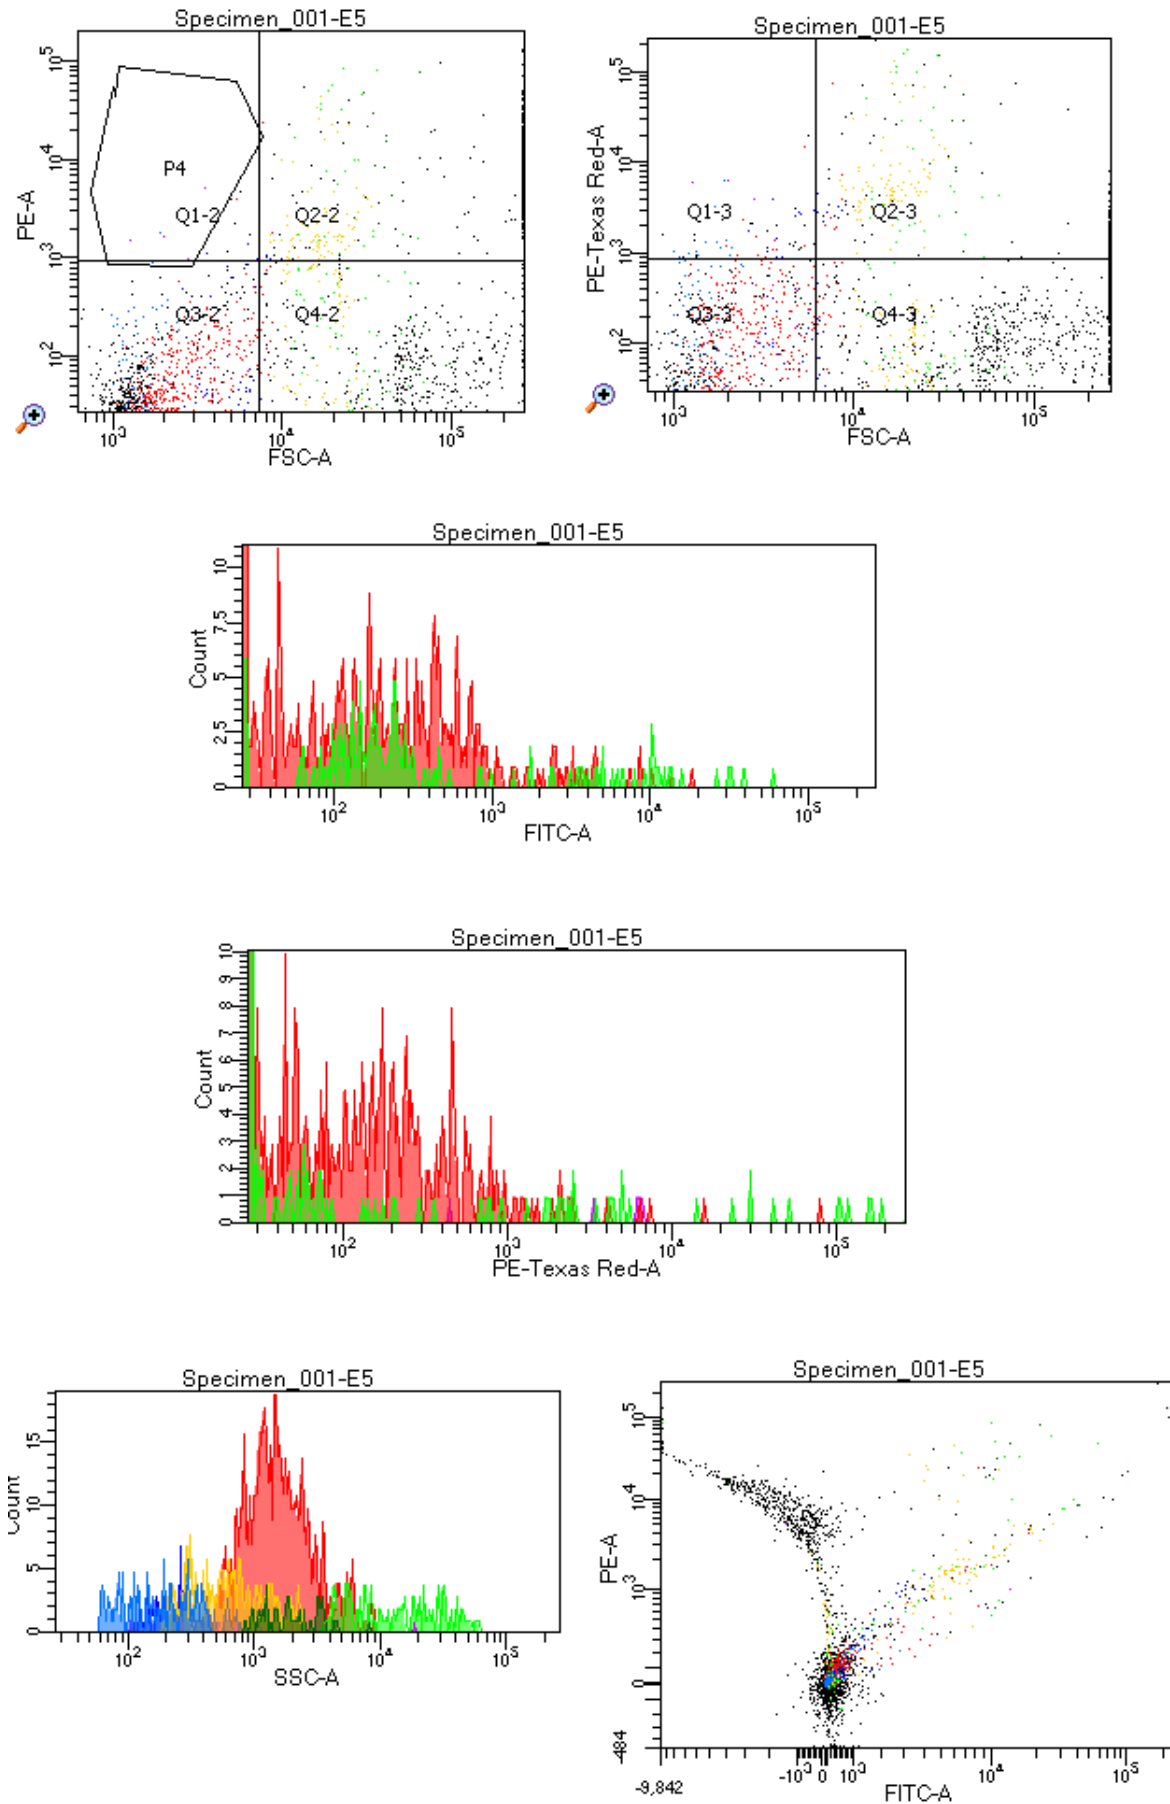 Specimen_001-E5
PE-A
10^5
10^4
10^3
10^2
P4
Q1-2
Q2-2
Q3-2
Q4-2
10^3
10^4
10^5
FSC-A
Specimen_001-E5
PE-Texas Red-A
10^5
10^4
10^3
10^2
Q1-3
Q2-3
Q3-3
Q4-3
10^3
10^4
10^5
FSC-A
Specimen_001-E5
Count
10
7.5
5
2.5
0
10^2
10^3
10^4
10^5
FITC-A
Specimen_001-E5
Count
10
9
8
7
6
5
4
3
2
1
0
10^2
10^3
10^4
10^5
PE-Texas Red-A
Specimen_001-E5
Count
15
10
5
0
10^2
10^3
10^4
10^5
SSC-A
Specimen_001-E5
PE-A
10^5
10^4
10^3
0
-484
-9,842
-10^3
0
10^3
10^4
10^5
FITC-A